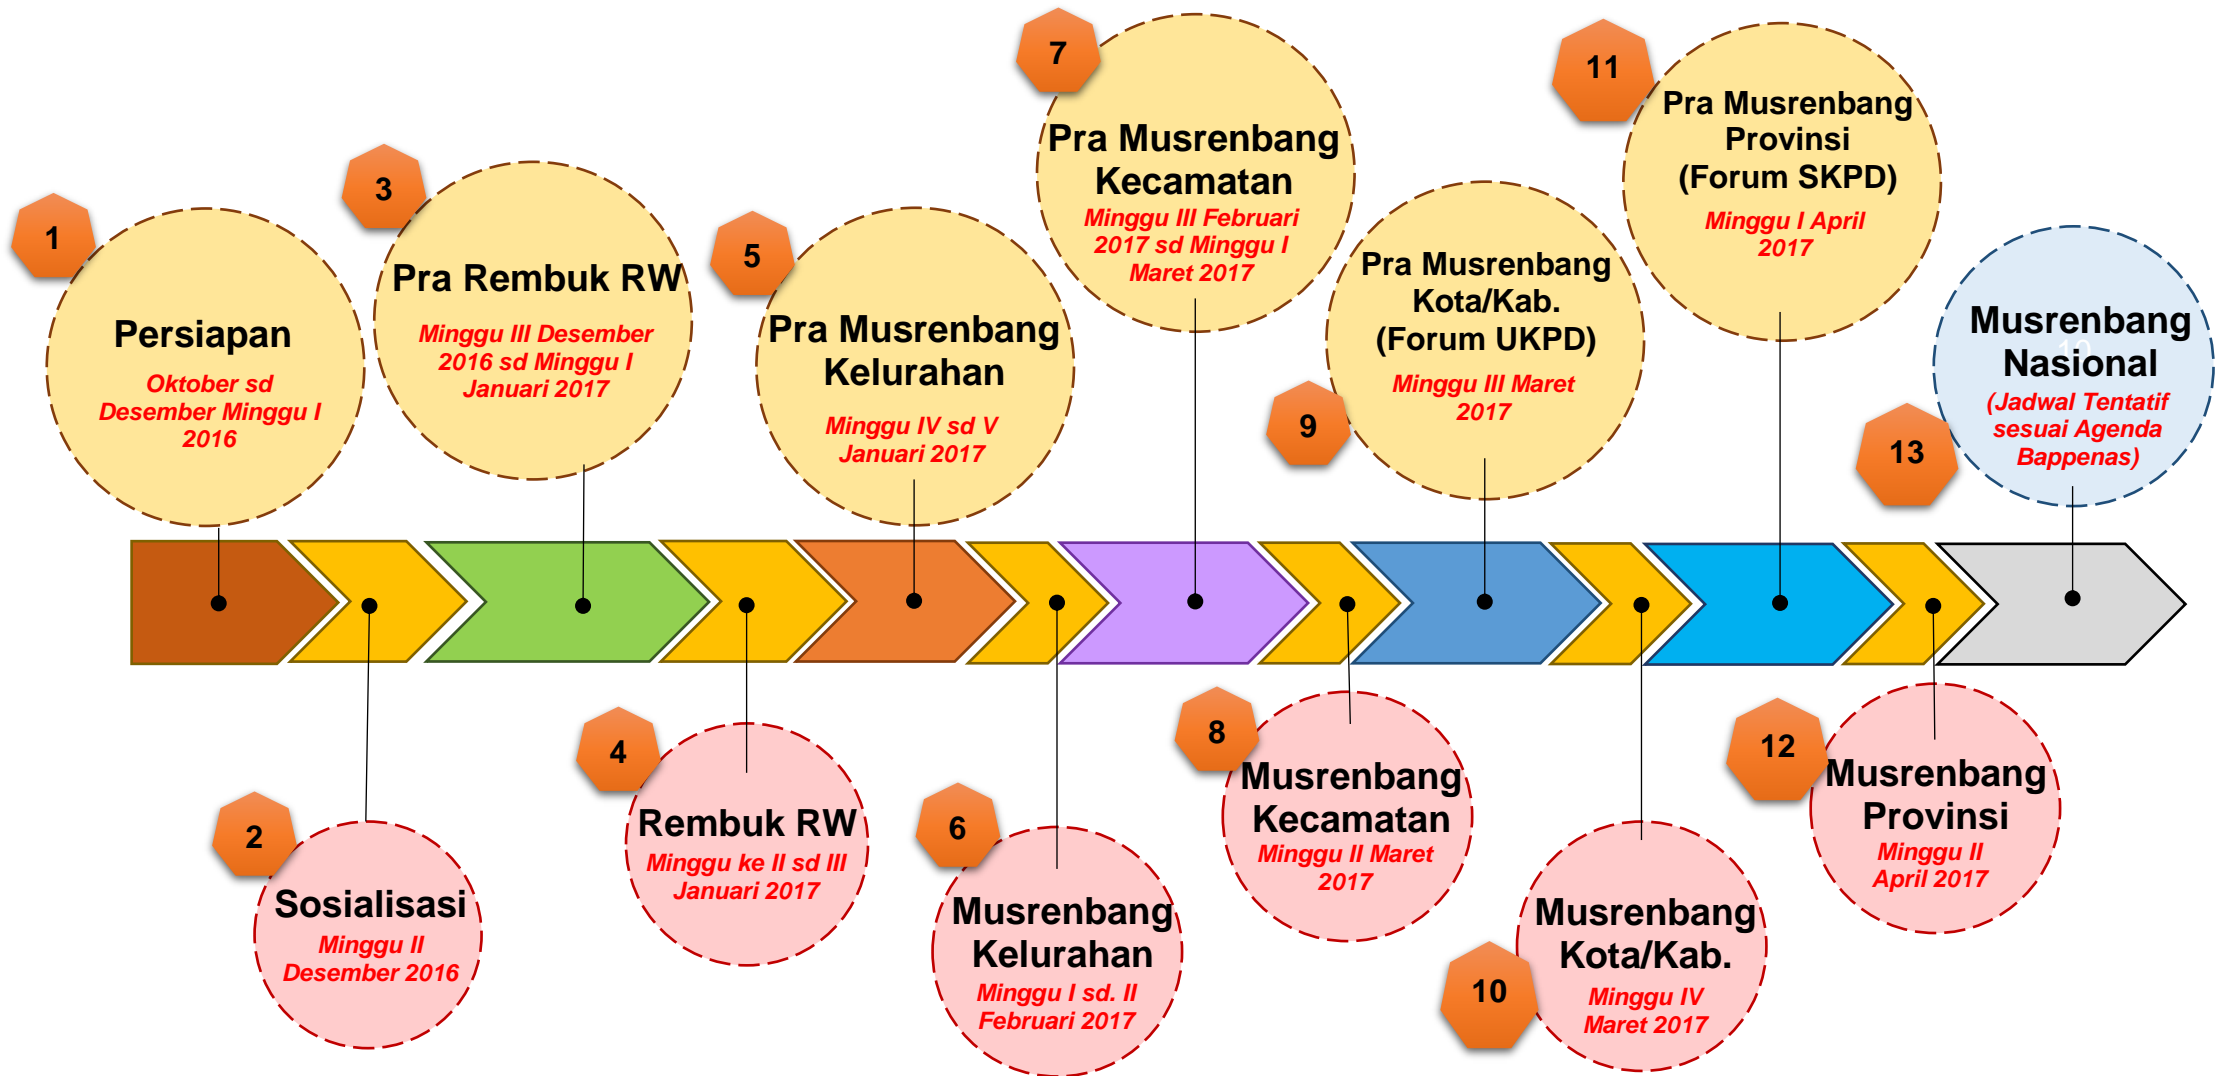 1
Persiapan
Oktober sd
Desember Minggu I
2016
2
Sosialisasi
Minggu II
Desember 2016
3
Pra Rembuk RW
Minggu III Desember
2016 sd Minggu I
Januari 2017
4
Rembuk RW
Minggu ke II sd III
Januari 2017
5
Pra Musrenbang
Kelurahan
Minggu IV sd V
Januari 2017
6
Musrenbang
Kelurahan
Minggu I sd. II
Februari 2017
7
Pra Musrenbang
Kecamatan
Minggu III Februari
2017 sd Minggu I
Maret 2017
8
Musrenbang
Kecamatan
Minggu II Maret
2017
9
Pra Musrenbang
Kota/Kab.
(Forum UKPD)
Minggu III Maret
2017
10
Musrenbang
Kota/Kab.
Minggu IV
Maret 2017
11
Pra Musrenbang
Provinsi
(Forum SKPD)
Minggu I April
2017
12
Musrenbang
Provinsi
Minggu II
April 2017
13
Musrenbang
Nasional
(Jadwal Tentatif
sesuai Agenda
Bappenas)